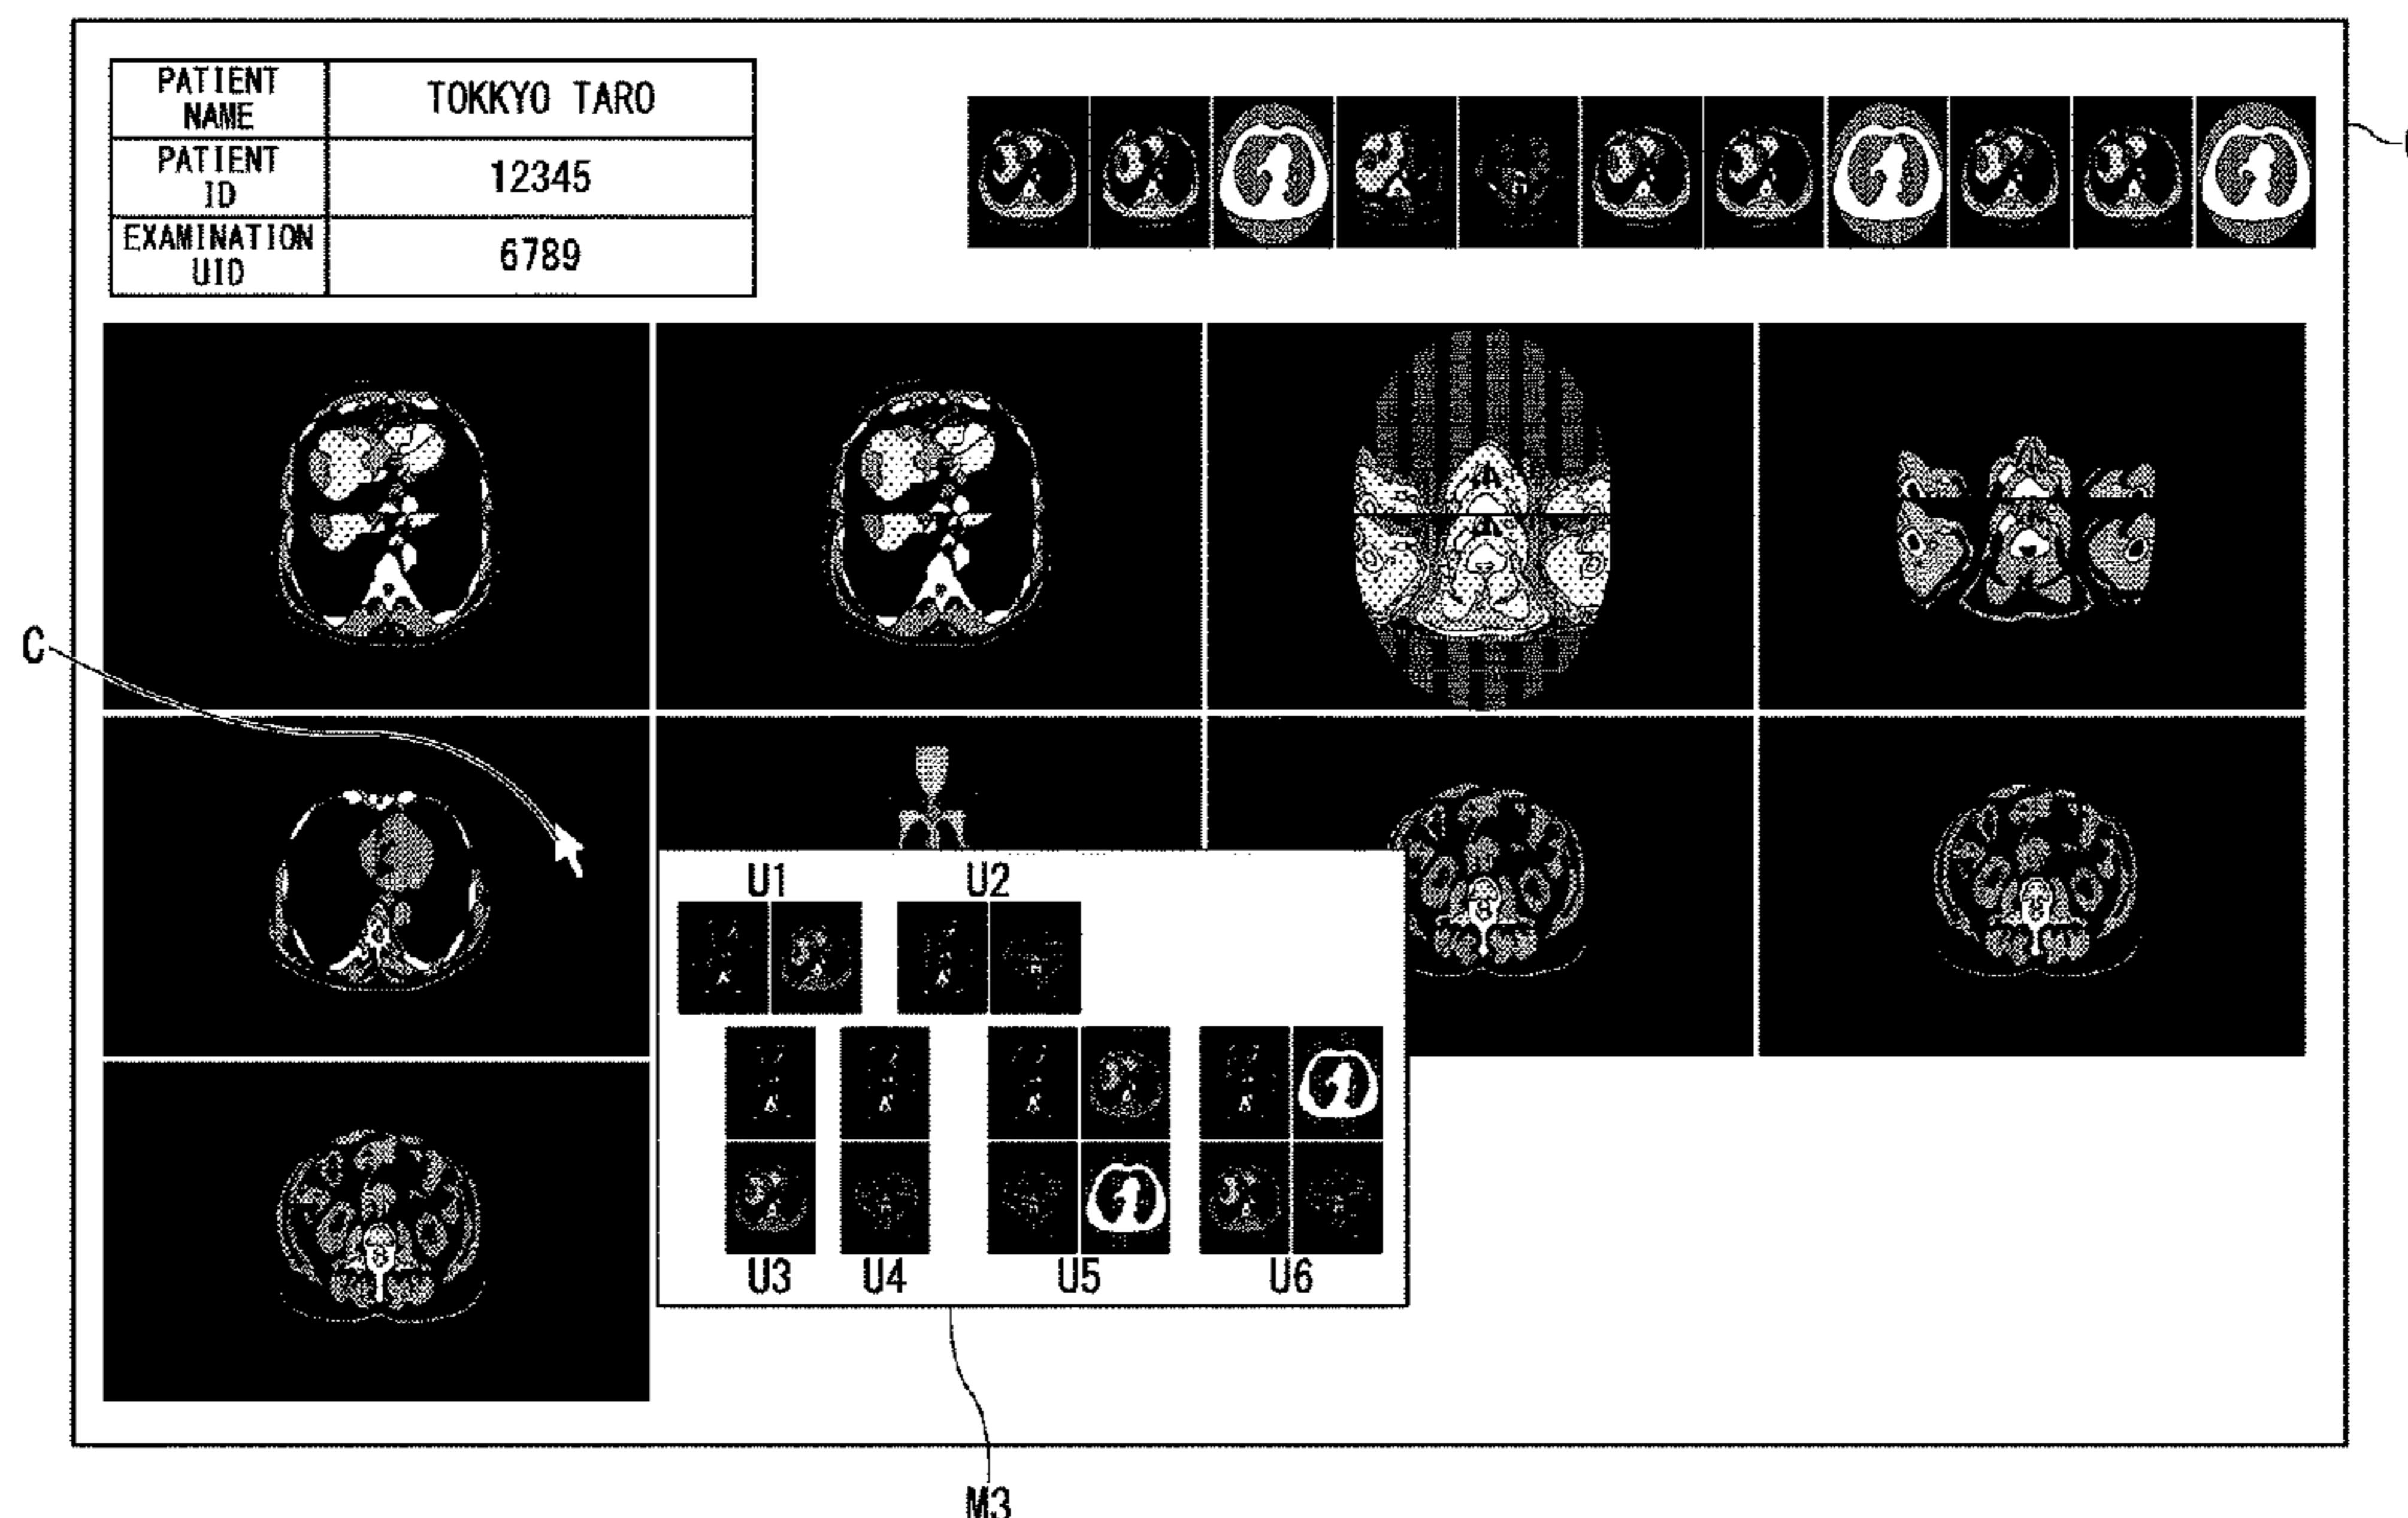 PATIENT
NAME
TOKKYO TARO
PATIENT
ID
12345
EXAMINATION
UID
6789
C
U1
U2
U3
U4
U5
U6
M3